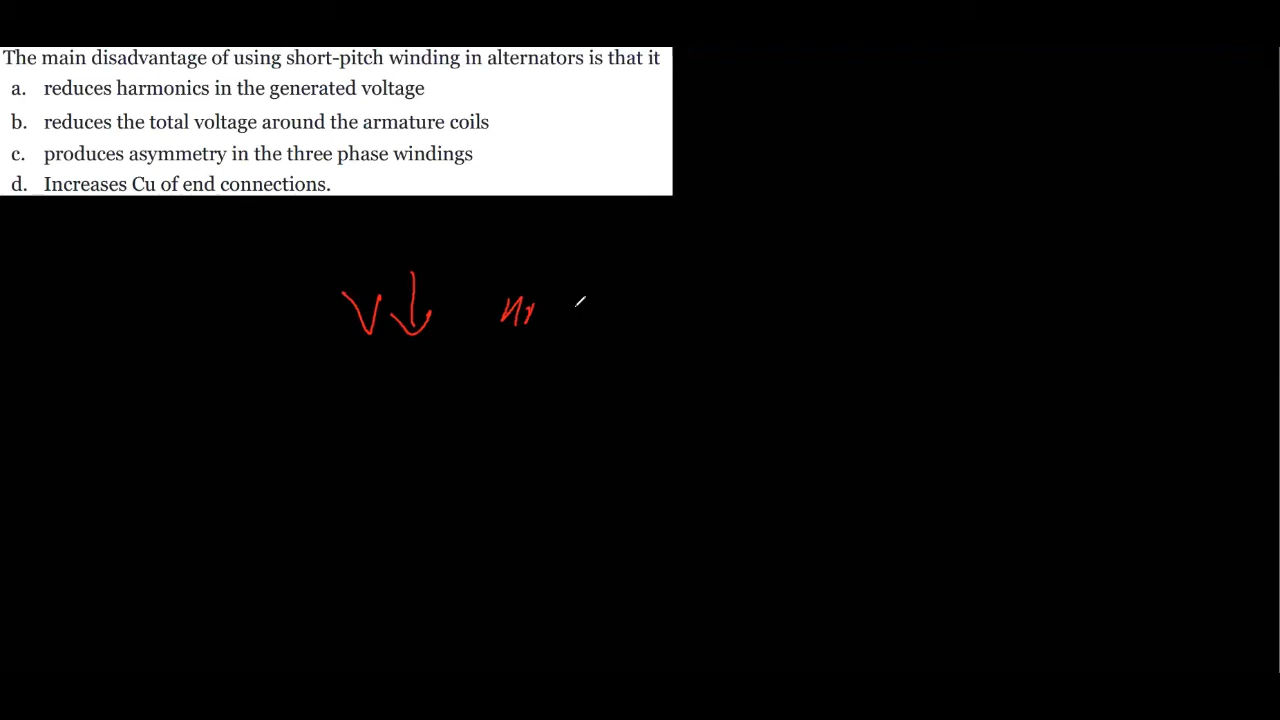 The main disadvantage of using short-pitch winding in alternators is that it
a. reduces harmonics in the generated voltage
b. reduces the total voltage around the armature coils
c. produces asymmetry in the three phase windings
d. Increases Cu of end connections.
V↓